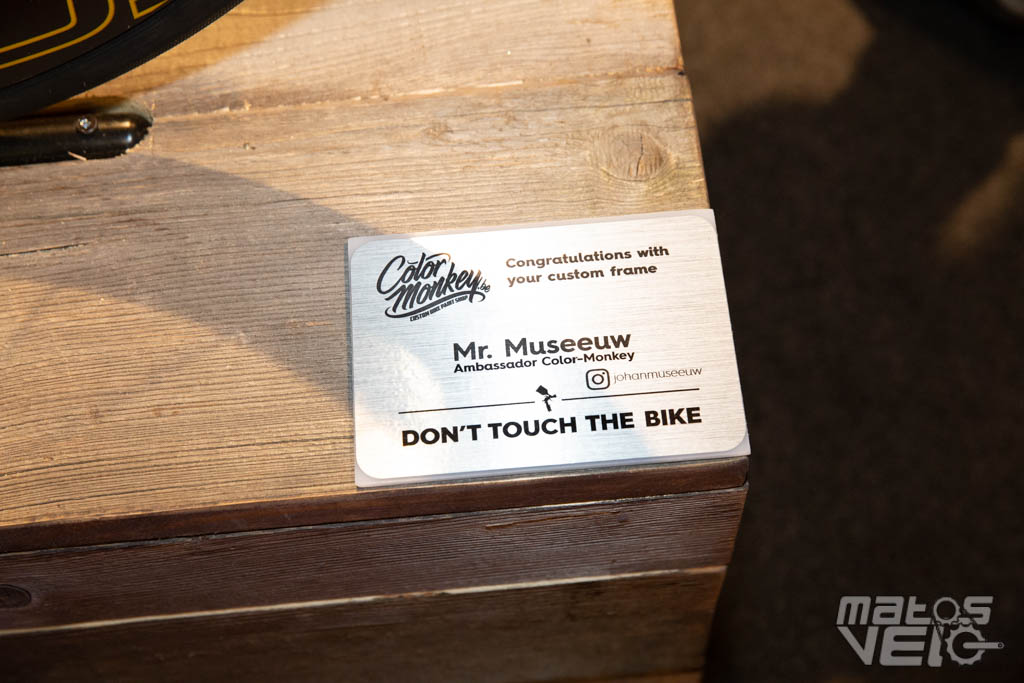 Color
Monkey.be
CUSTOM BIKE PAINT SHOP
Congratulations with
your custom frame
Mr. Museeuw
Ambassador Color-Monkey
johanmuseeuw
DON'T TOUCH THE BIKE
MATOS
VELO